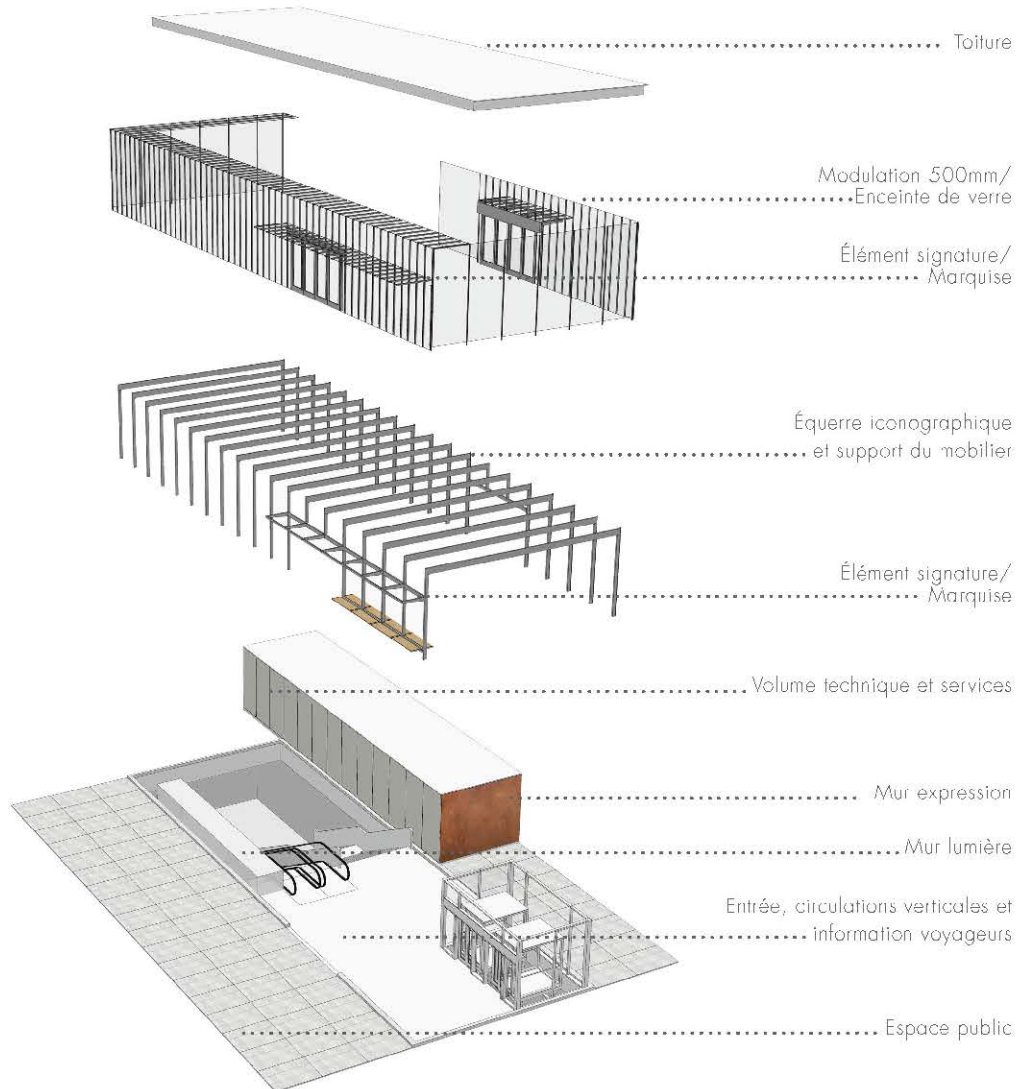 Toiture
Modulation 500mm/
Enceinte de verre
Élément signature/
Marquise
Équerre iconographique
et support du mobilier
Élément signature/
Marquise
Volume technique et services
Mur expression
Mur lumière
Entrée, circulations verticales et
information voyageurs
Espace public